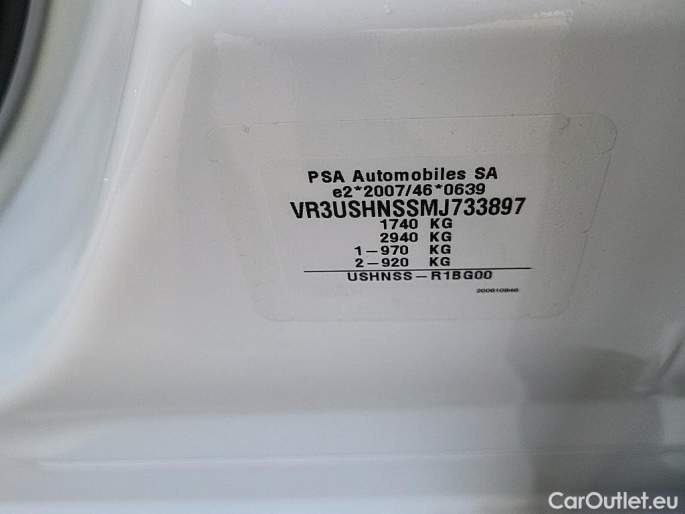 PSA Automobiles SA
e2*2007/46*0639
VR3USHNSSMJ733897
1740 KG
2940 KG
1-970 KG
2-920 KG
USHNSS-R1BG00
CarOutlet.eu